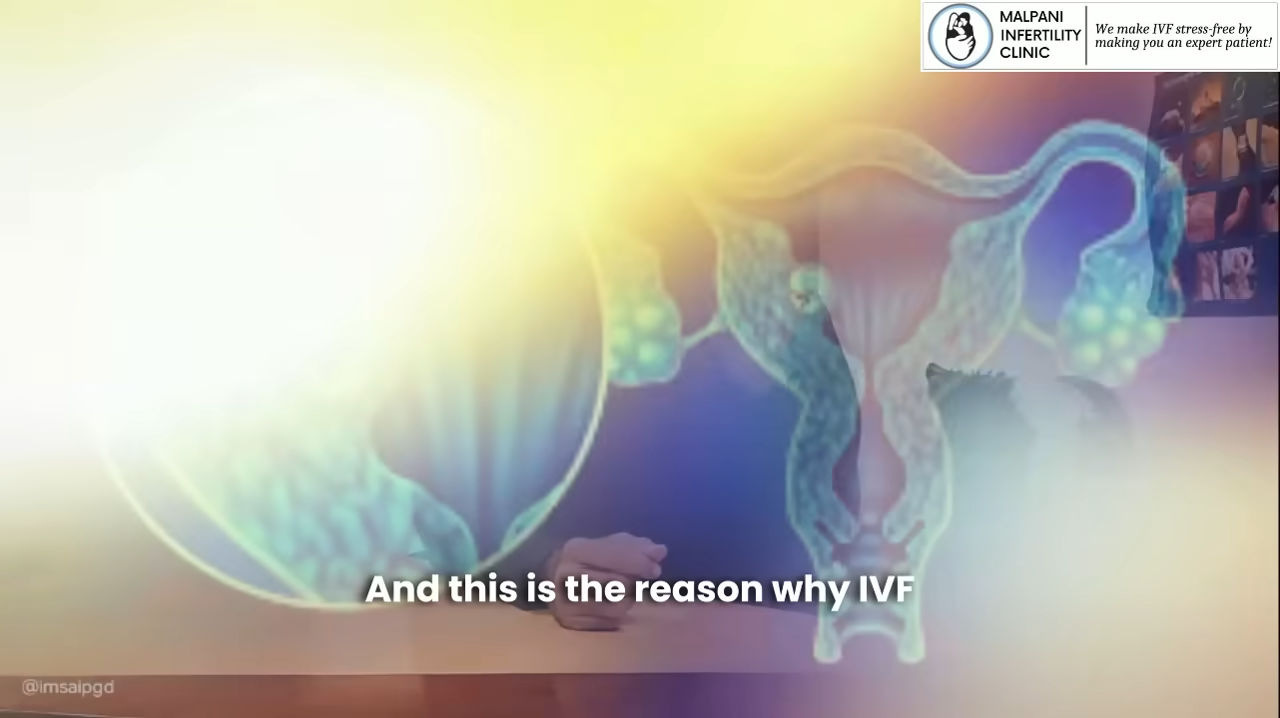 MALPANI
INFERTILITY
CLINIC
We make IVF stress-free by
making you an expert patient!
And this is the reason why IVF
@imsaipgd